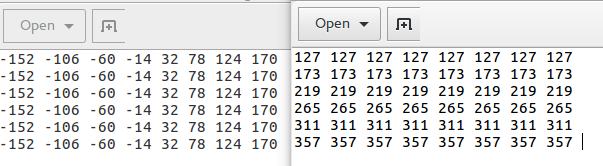 Open
-152 -106 -60 -14 32 78 124 170
-152 -106 -60 -14 32 78 124 170
-152 -106 -60 -14 32 78 124 170
-152 -106 -60 -14 32 78 124 170
-152 -106 -60 -14 32 78 124 170
-152 -106 -60 -14 32 78 124 170
Open
127 127 127 127 127 127 127 127
173 173 173 173 173 173 173 173
219 219 219 219 219 219 219 219
265 265 265 265 265 265 265 265
311 311 311 311 311 311 311 311
357 357 357 357 357 357 357 357